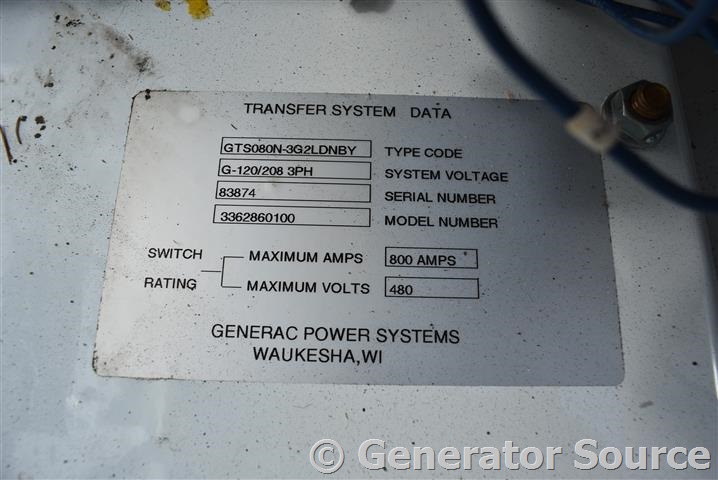 TRANSFER SYSTEM DATA
GTS080N-3G2LDNBY TYPE CODE
G-120/208 3PH SYSTEM VOLTAGE
83874 SERIAL NUMBER
3362860100 MODEL NUMBER
SWITCH RATING
MAXIMUM AMPS 800 AMPS
MAXIMUM VOLTS 480
GENERAC POWER SYSTEMS
WAUKESHA,WI
© Generator Source